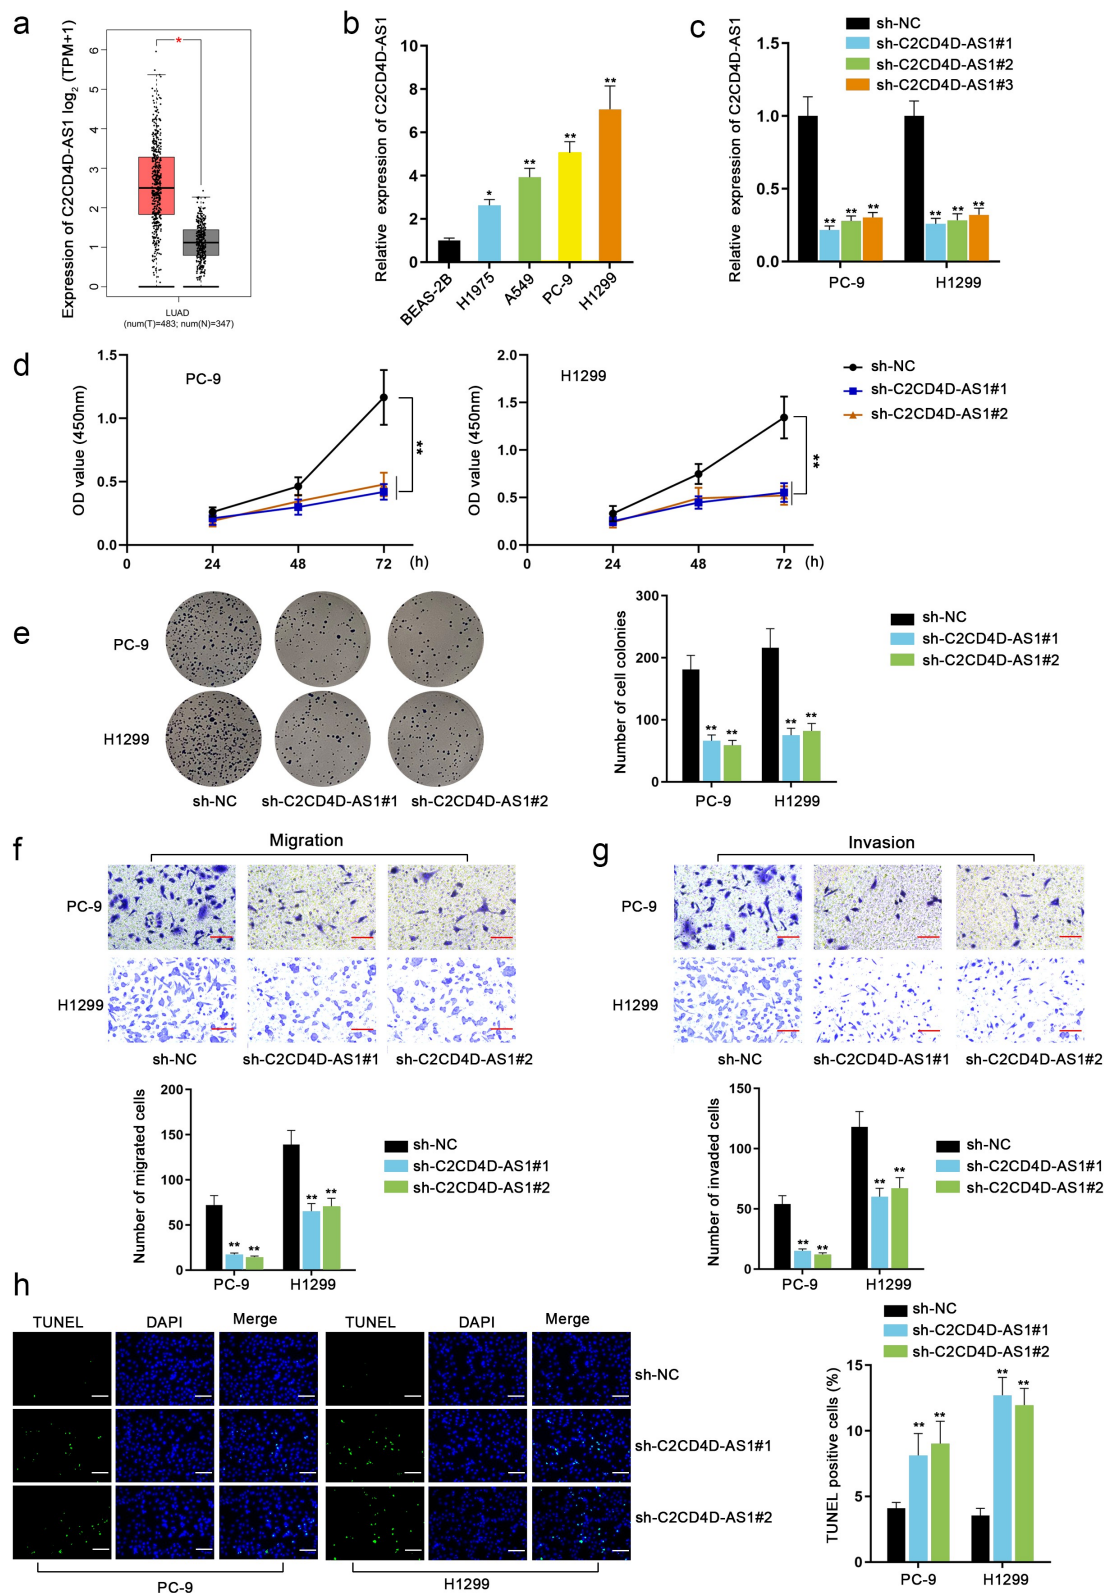 a
Expression of C2CD4D-AS1 log2 (TPM+1)
6
5
4
3
2
1
0
*
LUAD
(num(T)=483; num(N)=347)
b
Relative expression of C2CD4D-AS1
10
8
6
4
2
0
*
**
**
**
BEAS-2B
H1975
A549
PC-9
H1299
c
Relative expression of C2CD4D-AS1
1.5
1.0
0.5
0.0
sh-NC
sh-C2CD4D-AS1#1
sh-C2CD4D-AS1#2
sh-C2CD4D-AS1#3
** ** **
** ** **
PC-9
H1299
d
OD value (450nm)
1.5
1.0
0.5
0.0
PC-9
**
0 24 48 72 (h)
OD value (450nm)
2.0
1.5
1.0
0.5
0.0
H1299
**
0 24 48 72 (h)
sh-NC
sh-C2CD4D-AS1#1
sh-C2CD4D-AS1#2
e
PC-9
H1299
sh-NC sh-C2CD4D-AS1#1 sh-C2CD4D-AS1#2
Number of cell colonies
300
200
100
0
** **
** **
PC-9 H1299
sh-NC
sh-C2CD4D-AS1#1
sh-C2CD4D-AS1#2
f
Migration
PC-9
H1299
sh-NC sh-C2CD4D-AS1#1 sh-C2CD4D-AS1#2
Number of migrated cells
200
150
100
50
0
** **
** **
PC-9 H1299
sh-NC
sh-C2CD4D-AS1#1
sh-C2CD4D-AS1#2
g
Invasion
PC-9
H1299
sh-NC sh-C2CD4D-AS1#1 sh-C2CD4D-AS1#2
Number of invaded cells
150
100
50
0
** **
** **
PC-9 H1299
sh-NC
sh-C2CD4D-AS1#1
sh-C2CD4D-AS1#2
h
TUNEL DAPI Merge TUNEL DAPI Merge
sh-NC
sh-C2CD4D-AS1#1
sh-C2CD4D-AS1#2
PC-9 H1299
sh-NC
sh-C2CD4D-AS1#1
sh-C2CD4D-AS1#2
TUNEL positive cells (%)
15
10
5
0
** **
** **
PC-9 H1299